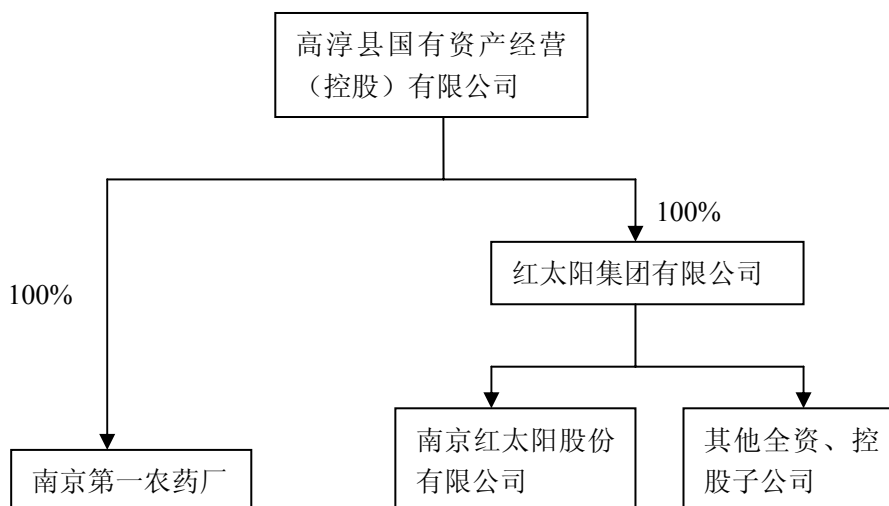 高淳县国有资产经营
（控股）有限公司
100%
红太阳集团有限公司
100%
南京第一农药厂
南京红太阳股份
有限公司
其他全资、控
股子公司